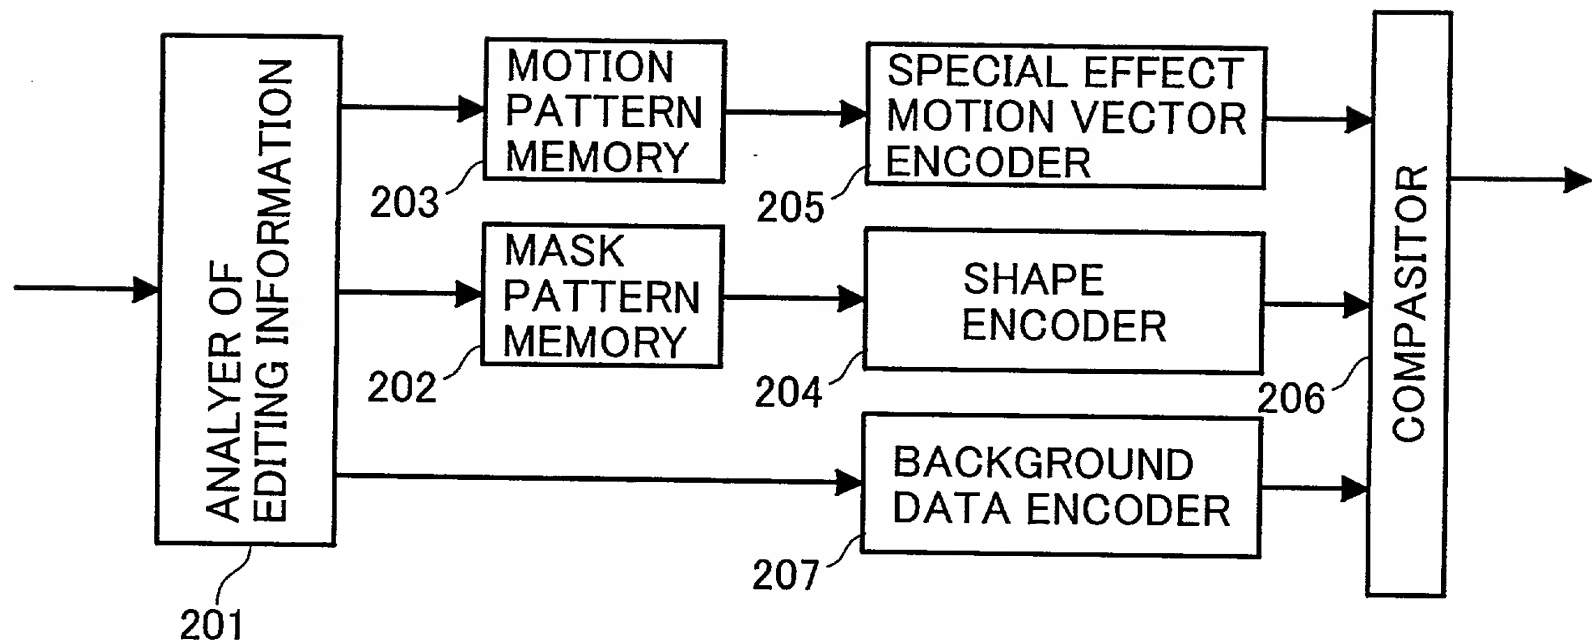 ANALYER OF
EDITING INFORMATION
201
MOTION
PATTERN
MEMORY
203
SPECIAL EFFECT
MOTION VECTOR
ENCODER
205
MASK
PATTERN
MEMORY
202
SHAPE
ENCODER
204
BACKGROUND
DATA ENCODER
207
COMPASITOR
206